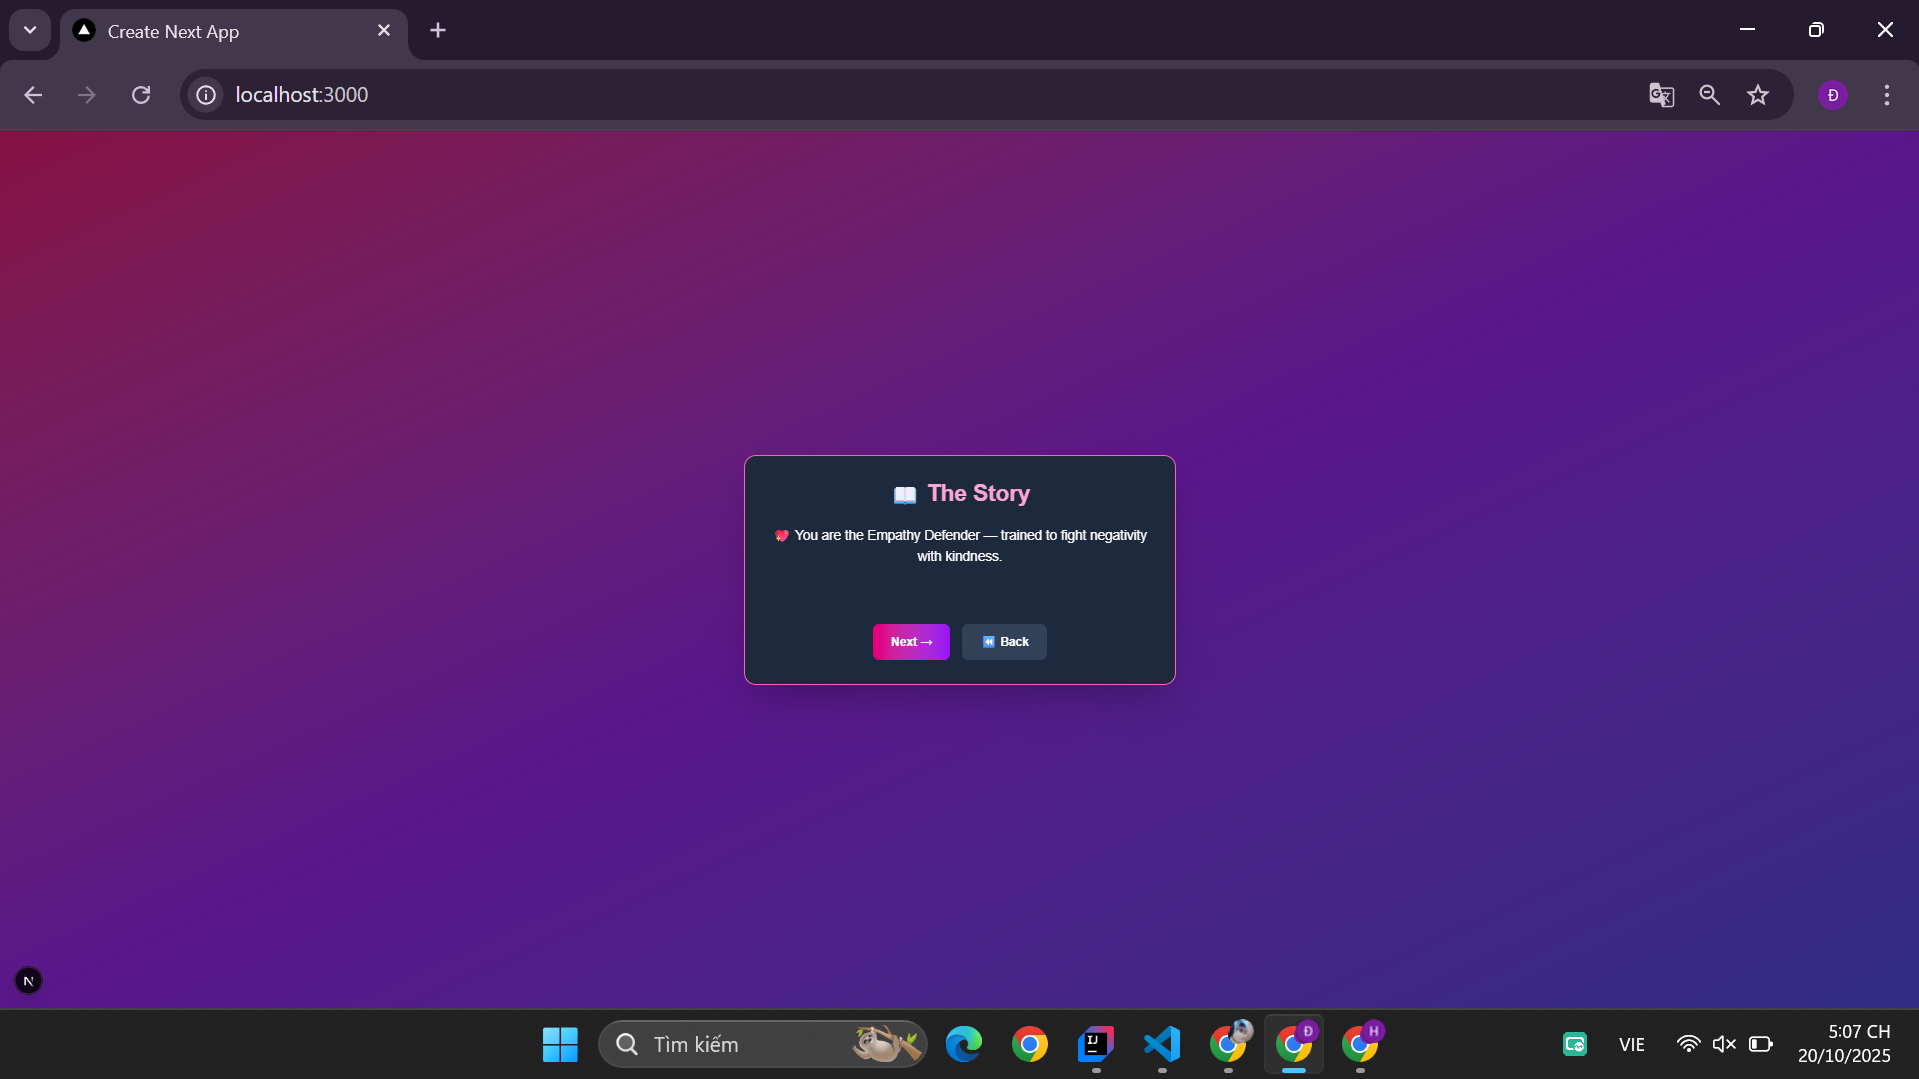 Create Next App
localhost:3000
Đ
📖 The Story
💖 You are the Empathy Defender — trained to fight negativity
with kindness.
Next →
⏪ Back
N
Tìm kiếm
IJ
Đ
H
VIE
5:07 CH
20/10/2025